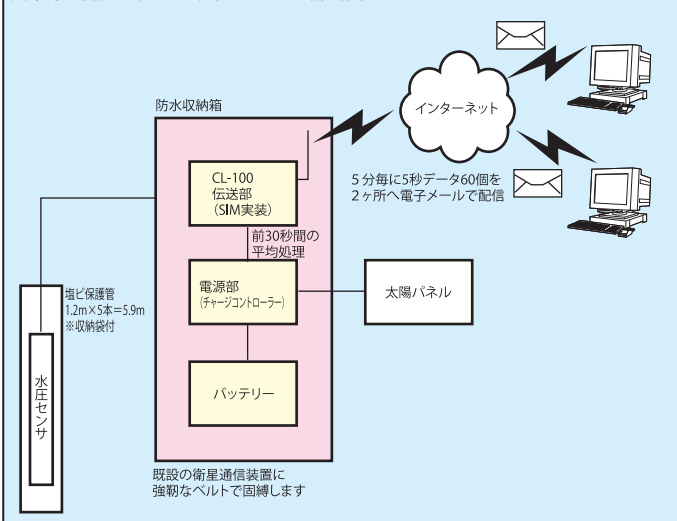 防水収納箱
インターネット
CL-100
伝送部
（SIM実装）
5分毎に5秒データ60個を
2ヶ所へ電子メールで配信
前30秒間の
平均処理
電源部
（チャージコントローラー）
太陽パネル
塩ビ保護管
1.2m×5本＝5.9m
※収納袋付
水圧センサ
バッテリー
既設の衛星通信装置に
強靭なベルトで固縛します